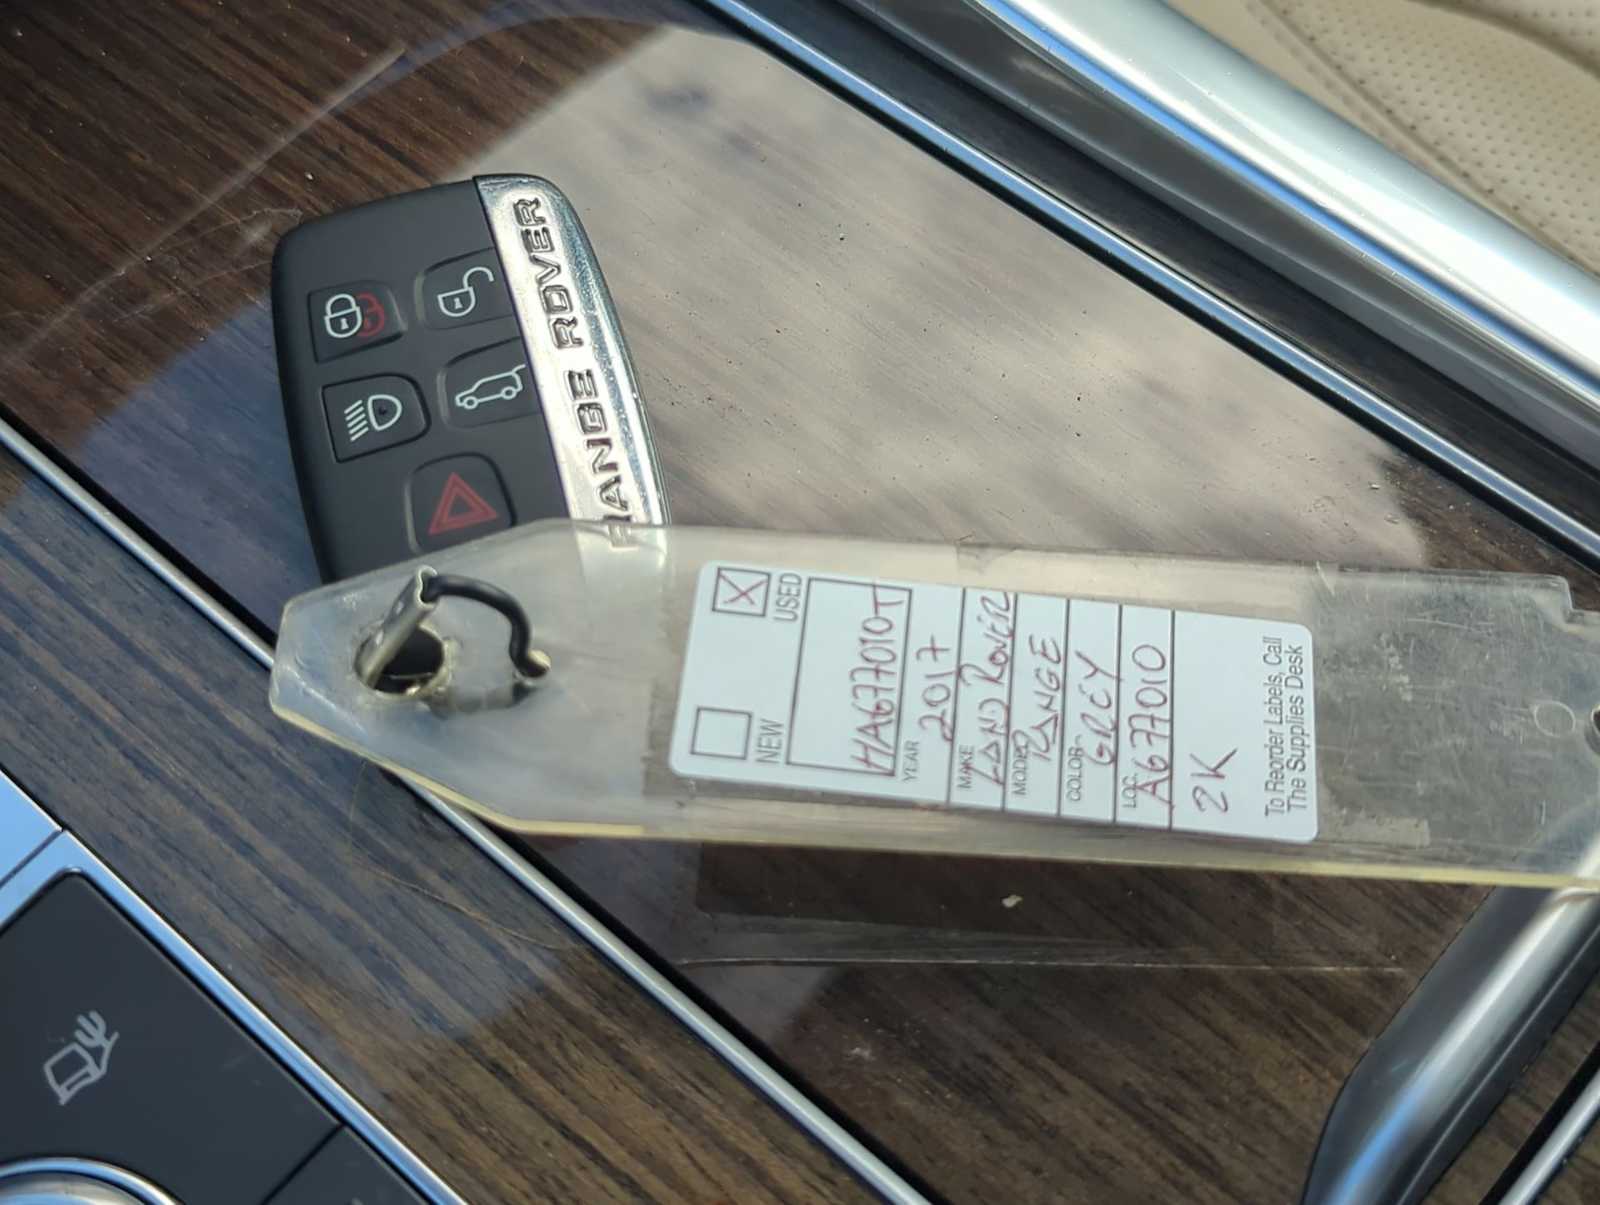 RANGE ROVER
USED
NEW
HA677010T
YEAR 2017
MAKE LAND ROVER
MODEL RANGE
COLOR GREY
LOC. A677010
2K
To Reorder Labels, Call
The Supplies Desk